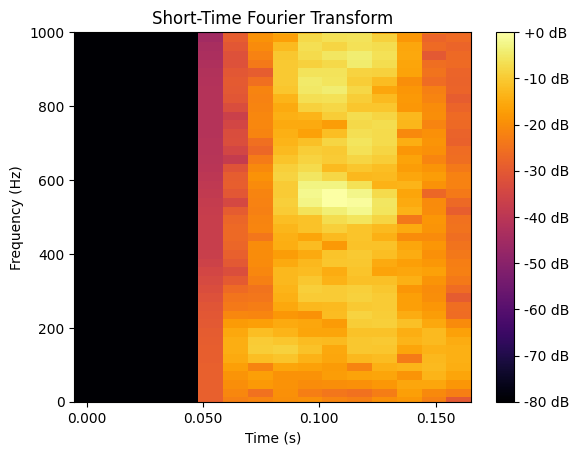 Short-Time Fourier Transform
1000
800
600
400
200
0
Frequency (Hz)
0.000
0.050
0.100
0.150
Time (s)
+0 dB
-10 dB
-20 dB
-30 dB
-40 dB
-50 dB
-60 dB
-70 dB
-80 dB